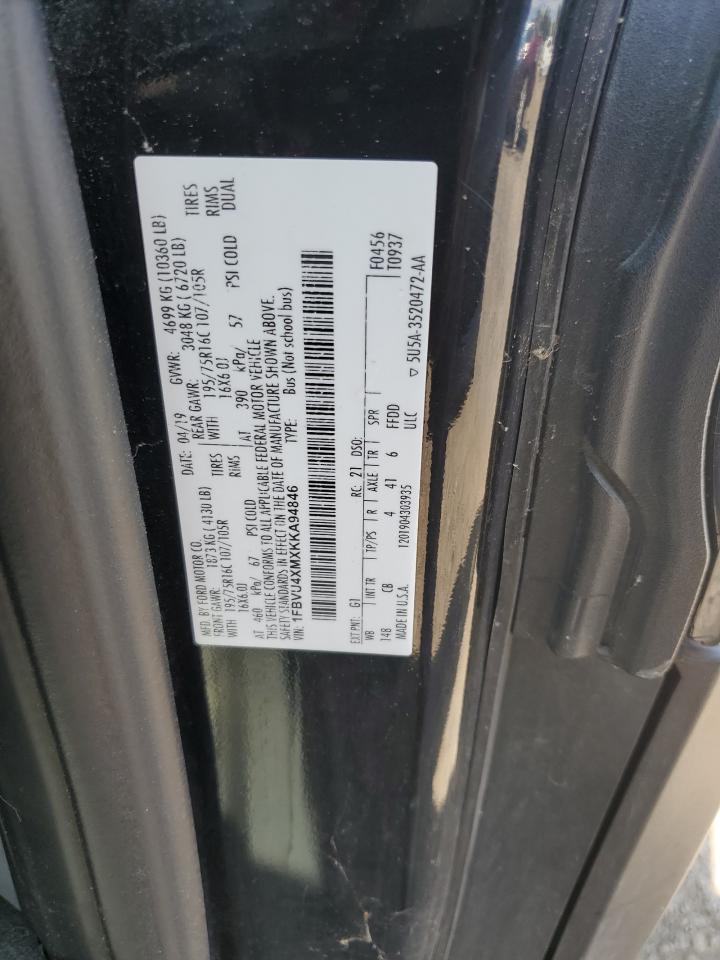 MFD. BY FORD MOTOR CO.
DATE: 04/19 GVWR: 4699 KG (10360 LB)
FRONT GAWR: 1873 KG (4130 LB) REAR GAWR: 3048 KG (6720 LB)
WITH 195/75R16C 107/105R TIRES WITH 195/75R16C 107/105R TIRES
16X6.0J RIMS 16X6.0J RIMS
AT 460 kPa/ 67 PSI COLD AT 390 kPa/ 57 PSI COLD DUAL
THIS VEHICLE CONFORMS TO ALL APPLICABLE FEDERAL MOTOR VEHICLE
SAFETY STANDARDS IN EFFECT ON THE DATE OF MANUFACTURE SHOWN ABOVE.
VIN: 1FBVU4XMXKKA94846 TYPE: Bus (Not school bus)
EXT PNT: G1 RC: 21 DSO: F0456
WB INT TR TP/PS R AXLE TR SPR T0937
148 CB 4 41 6 FFDD
MADE IN U.S.A. 1201904303935 ULC ▽ 5U5A-3520472-AA